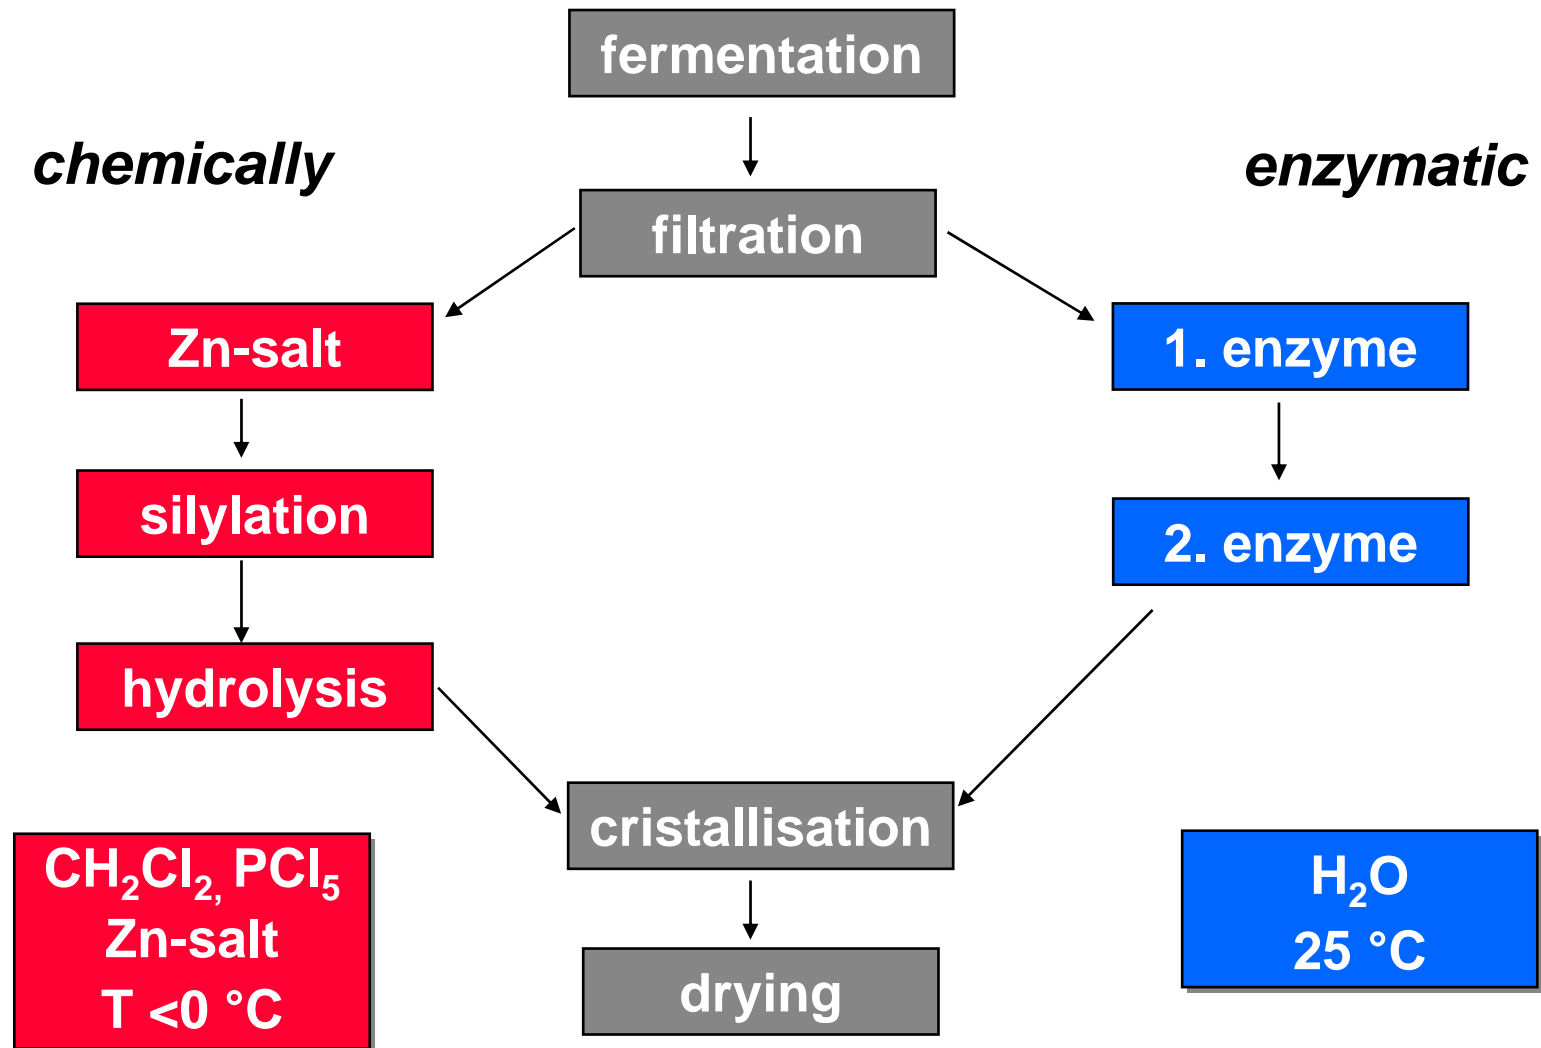 fermentation
chemically
enzymatic
filtration
Zn-salt
1. enzyme
silylation
2. enzyme
hydrolysis
cristallisation
CH₂Cl₂, PCl₅
Zn-salt
T <0 °C
H₂O
25 °C
drying